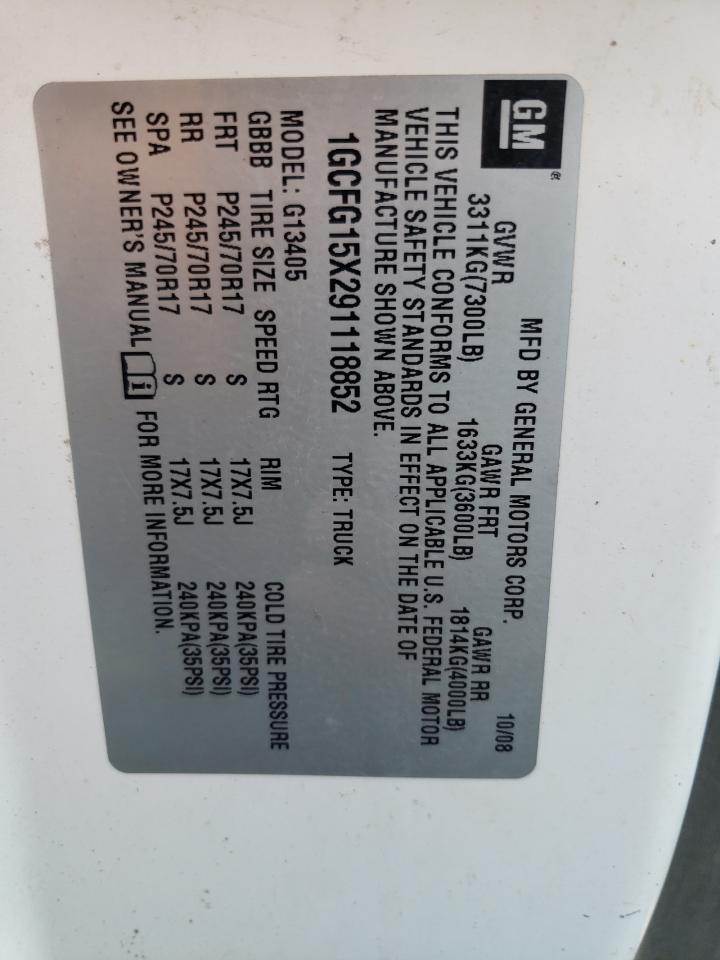 GM®
MFD BY GENERAL MOTORS CORP. 10/08
GVWR GAWR FRT GAWR RR
3311KG(7300LB) 1633KG(3600LB) 1814KG(4000LB)
THIS VEHICLE CONFORMS TO ALL APPLICABLE U.S. FEDERAL MOTOR
VEHICLE SAFETY STANDARDS IN EFFECT ON THE DATE OF
MANUFACTURE SHOWN ABOVE.
1GCFG15X291118852 TYPE: TRUCK
MODEL: G13405
GBBB TIRE SIZE SPEED RTG RIM COLD TIRE PRESSURE
FRT P245/70R17 S 17X7.5J 240KPA(35PSI)
RR P245/70R17 S 17X7.5J 240KPA(35PSI)
SPA P245/70R17 S 17X7.5J 240KPA(35PSI)
SEE OWNER'S MANUAL i FOR MORE INFORMATION.